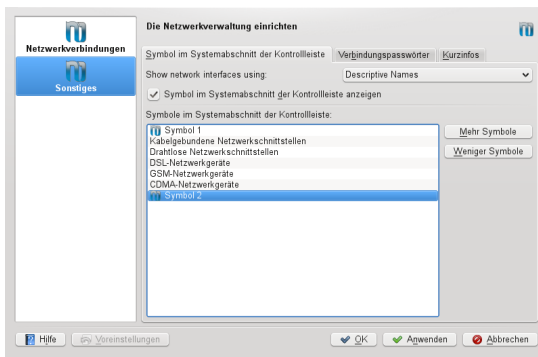 Die Netzwerkverwaltung einrichten
Netzwerkverbindungen
Sonstiges
Symbol im Systemabschnitt der Kontrollleiste
Verbindungspasswörter
Kurzinfos
Show network interfaces using:
Descriptive Names
Symbol im Systemabschnitt der Kontrollleiste anzeigen
Symbole im Systemabschnitt der Kontrollleiste:
Symbol 1
Kabelgebundene Netzwerkschnittstellen
Drahtlose Netzwerkschnittstellen
DSL-Netzwerkgeräte
GSM-Netzwerkgeräte
CDMA-Netzwerkgeräte
Symbol 2
Mehr Symbole
Weniger Symbole
Hilfe
Voreinstellungen
OK
Anwenden
Abbrechen